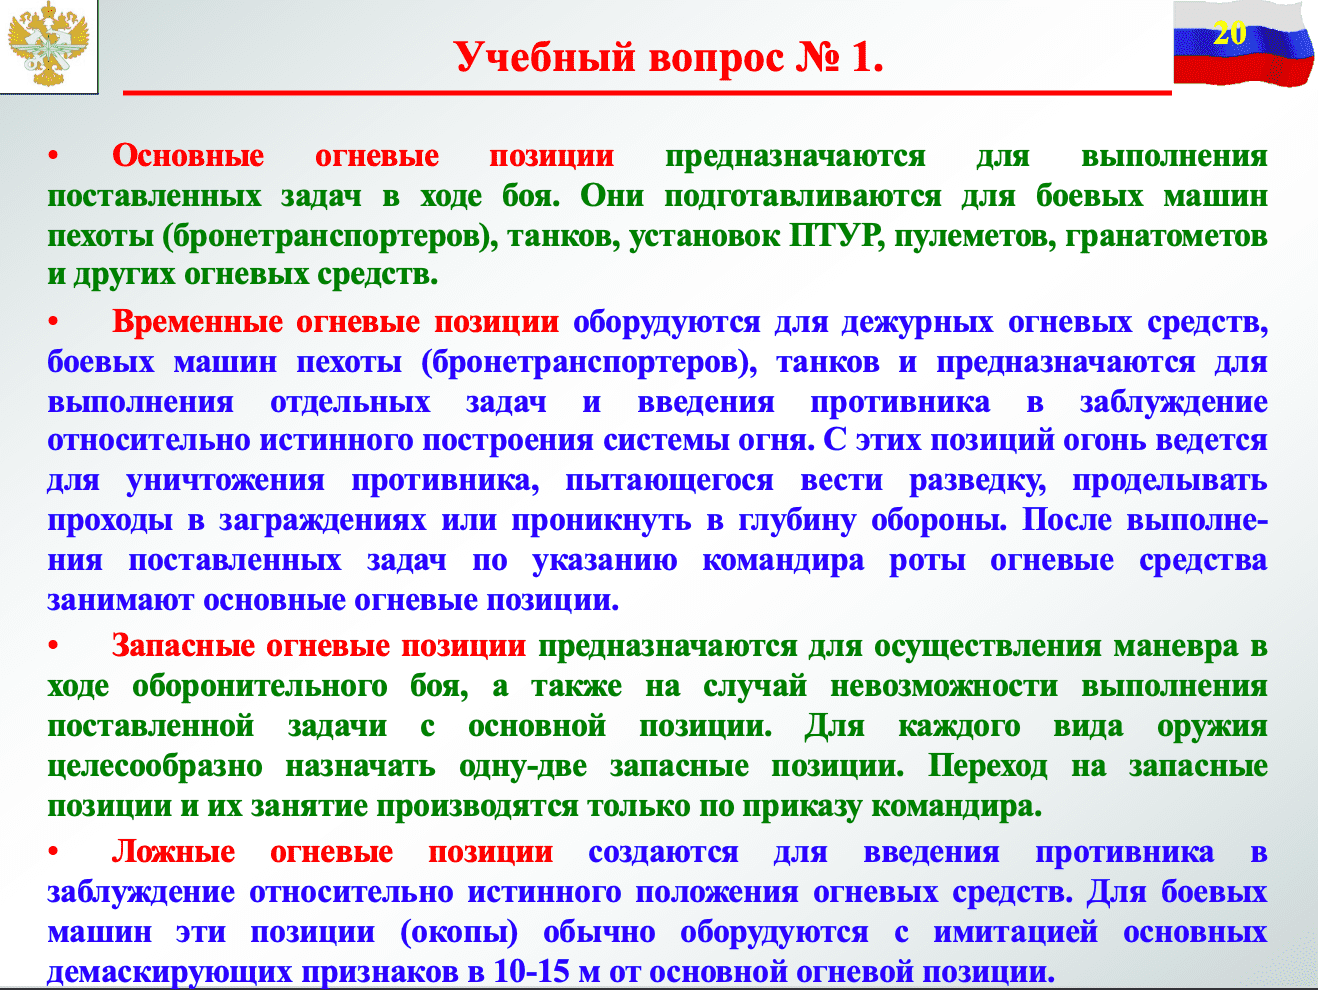 20
Учебный вопрос № 1.
• Основные огневые позиции предназначаются для выполнения
поставленных задач в ходе боя. Они подготавливаются для боевых машин
пехоты (бронетранспортеров), танков, установок ПТУР, пулеметов, гранатометов
и других огневых средств.
• Временные огневые позиции оборудуются для дежурных огневых средств,
боевых машин пехоты (бронетранспортеров), танков и предназначаются для
выполнения отдельных задач и введения противника в заблуждение
относительно истинного построения системы огня. С этих позиций огонь ведется
для уничтожения противника, пытающегося вести разведку, проделывать
проходы в заграждениях или проникнуть в глубину обороны. После выполне-
ния поставленных задач по указанию командира роты огневые средства
занимают основные огневые позиции.
• Запасные огневые позиции предназначаются для осуществления маневра в
ходе оборонительного боя, а также на случай невозможности выполнения
поставленной задачи с основной позиции. Для каждого вида оружия
целесообразно назначать одну-две запасные позиции. Переход на запасные
позиции и их занятие производятся только по приказу командира.
• Ложные огневые позиции создаются для введения противника в
заблуждение относительно истинного положения огневых средств. Для боевых
машин эти позиции (окопы) обычно оборудуются с имитацией основных
демаскирующих признаков в 10-15 м от основной огневой позиции.